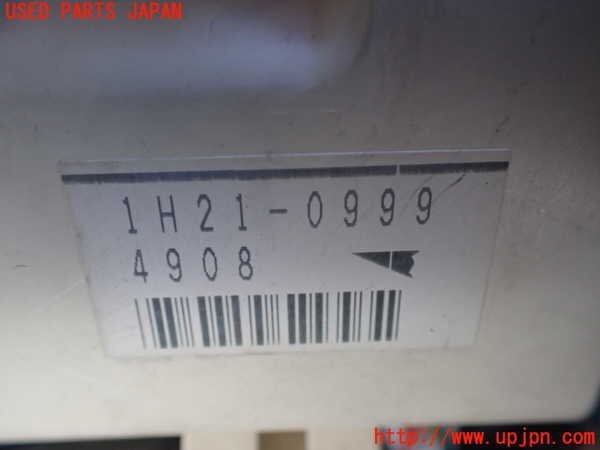 USED PARTS JAPAN
1H21-0999
4908
http://www.upjpn.com/